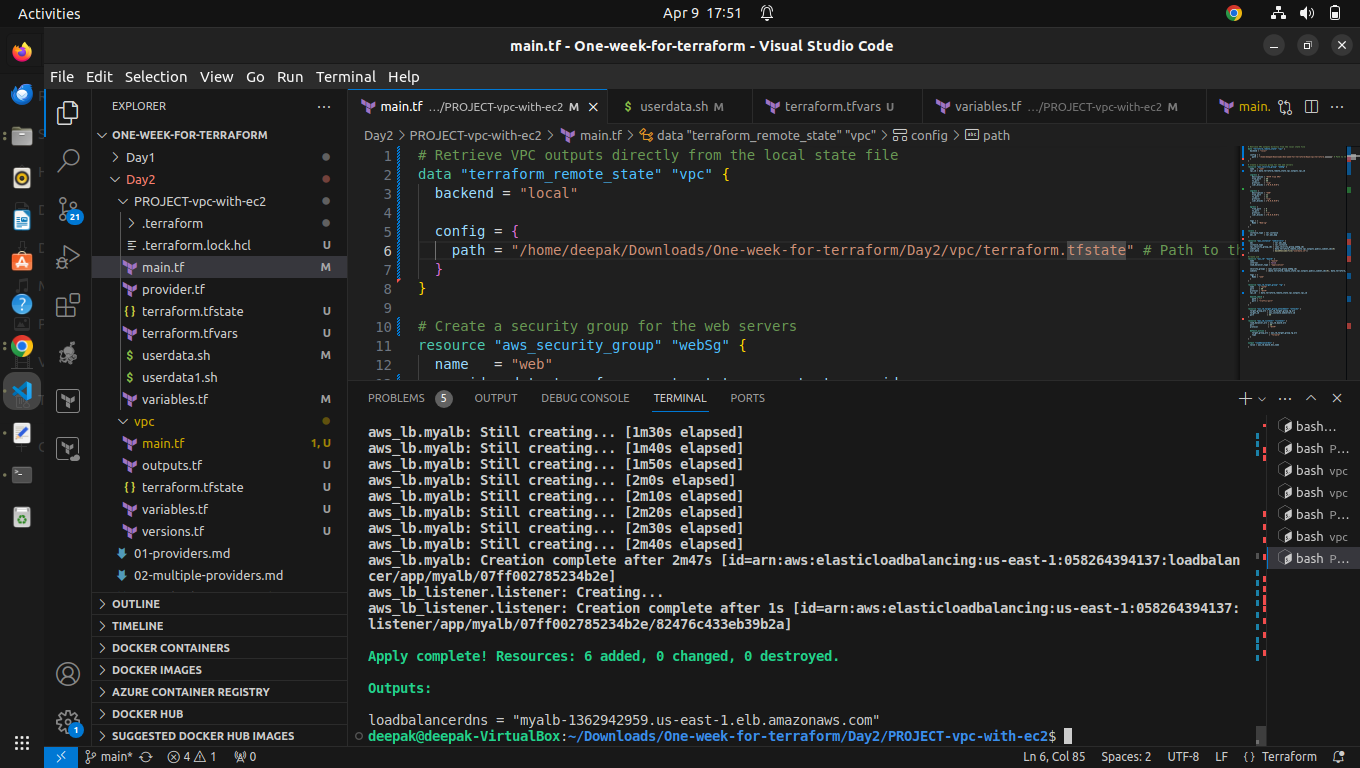 Activities
Apr 9 17:51
main.tf - One-week-for-terraform - Visual Studio Code
File Edit Selection View Go Run Terminal Help
EXPLORER
ONE-WEEK-FOR-TERRAFORM
Day1
Day2
PROJECT-vpc-with-ec2
.terraform
.terraform.lock.hcl U
main.tf M
provider.tf
terraform.tfstate U
terraform.tfvars U
userdata.sh M
userdata1.sh
variables.tf M
vpc
main.tf 1, U
outputs.tf U
terraform.tfstate U
variables.tf U
versions.tf U
01-providers.md
02-multiple-providers.md
OUTLINE
TIMELINE
DOCKER CONTAINERS
DOCKER IMAGES
AZURE CONTAINER REGISTRY
DOCKER HUB
SUGGESTED DOCKER HUB IMAGES
21
1
main.tf .../PROJECT-vpc-with-ec2 M
userdata.sh M
terraform.tfvars U
variables.tf .../PROJECT-vpc-with-ec2 M
main.
Day2 > PROJECT-vpc-with-ec2 > main.tf > data "terraform_remote_state" "vpc" > config > path
1 # Retrieve VPC outputs directly from the local state file
2 data "terraform_remote_state" "vpc" {
3 backend = "local"
4
5 config = {
6 path = "/home/deepak/Downloads/One-week-for-terraform/Day2/vpc/terraform.tfstate" # Path to th
7 }
8 }
9
10 # Create a security group for the web servers
11 resource "aws_security_group" "webSg" {
12 name = "web"
PROBLEMS 5 OUTPUT DEBUG CONSOLE TERMINAL PORTS
aws_lb.myalb: Still creating... [1m30s elapsed]
aws_lb.myalb: Still creating... [1m40s elapsed]
aws_lb.myalb: Still creating... [1m50s elapsed]
aws_lb.myalb: Still creating... [2m0s elapsed]
aws_lb.myalb: Still creating... [2m10s elapsed]
aws_lb.myalb: Still creating... [2m20s elapsed]
aws_lb.myalb: Still creating... [2m30s elapsed]
aws_lb.myalb: Still creating... [2m40s elapsed]
aws_lb.myalb: Creation complete after 2m47s [id=arn:aws:elasticloadbalancing:us-east-1:058264394137:loadbalan
cer/app/myalb/07ff002785234b2e]
aws_lb_listener.listener: Creating...
aws_lb_listener.listener: Creation complete after 1s [id=arn:aws:elasticloadbalancing:us-east-1:058264394137:
listener/app/myalb/07ff002785234b2e/82476c433eb39b2a]
Apply complete! Resources: 6 added, 0 changed, 0 destroyed.
Outputs:
loadbalancerdns = "myalb-1362942959.us-east-1.elb.amazonaws.com"
deepak@deepak-VirtualBox:~/Downloads/One-week-for-terraform/Day2/PROJECT-vpc-with-ec2$
bash...
bash P...
bash vpc
bash vpc
bash P...
bash vpc
bash P...
main* 4 1 0
Ln 6, Col 85 Spaces: 2 UTF-8 LF {} Terraform